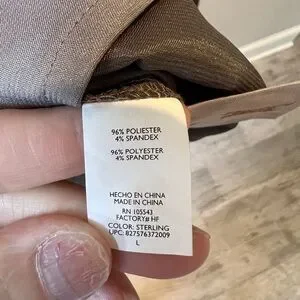 96% POLIESTER
4% SPANDEX
96% POLYESTER
4% SPANDEX
HECHO EN CHINA
MADE IN CHINA
RN 105543
FACTORY# HF
COLOR: STERLING
UPC: 827576372009
L